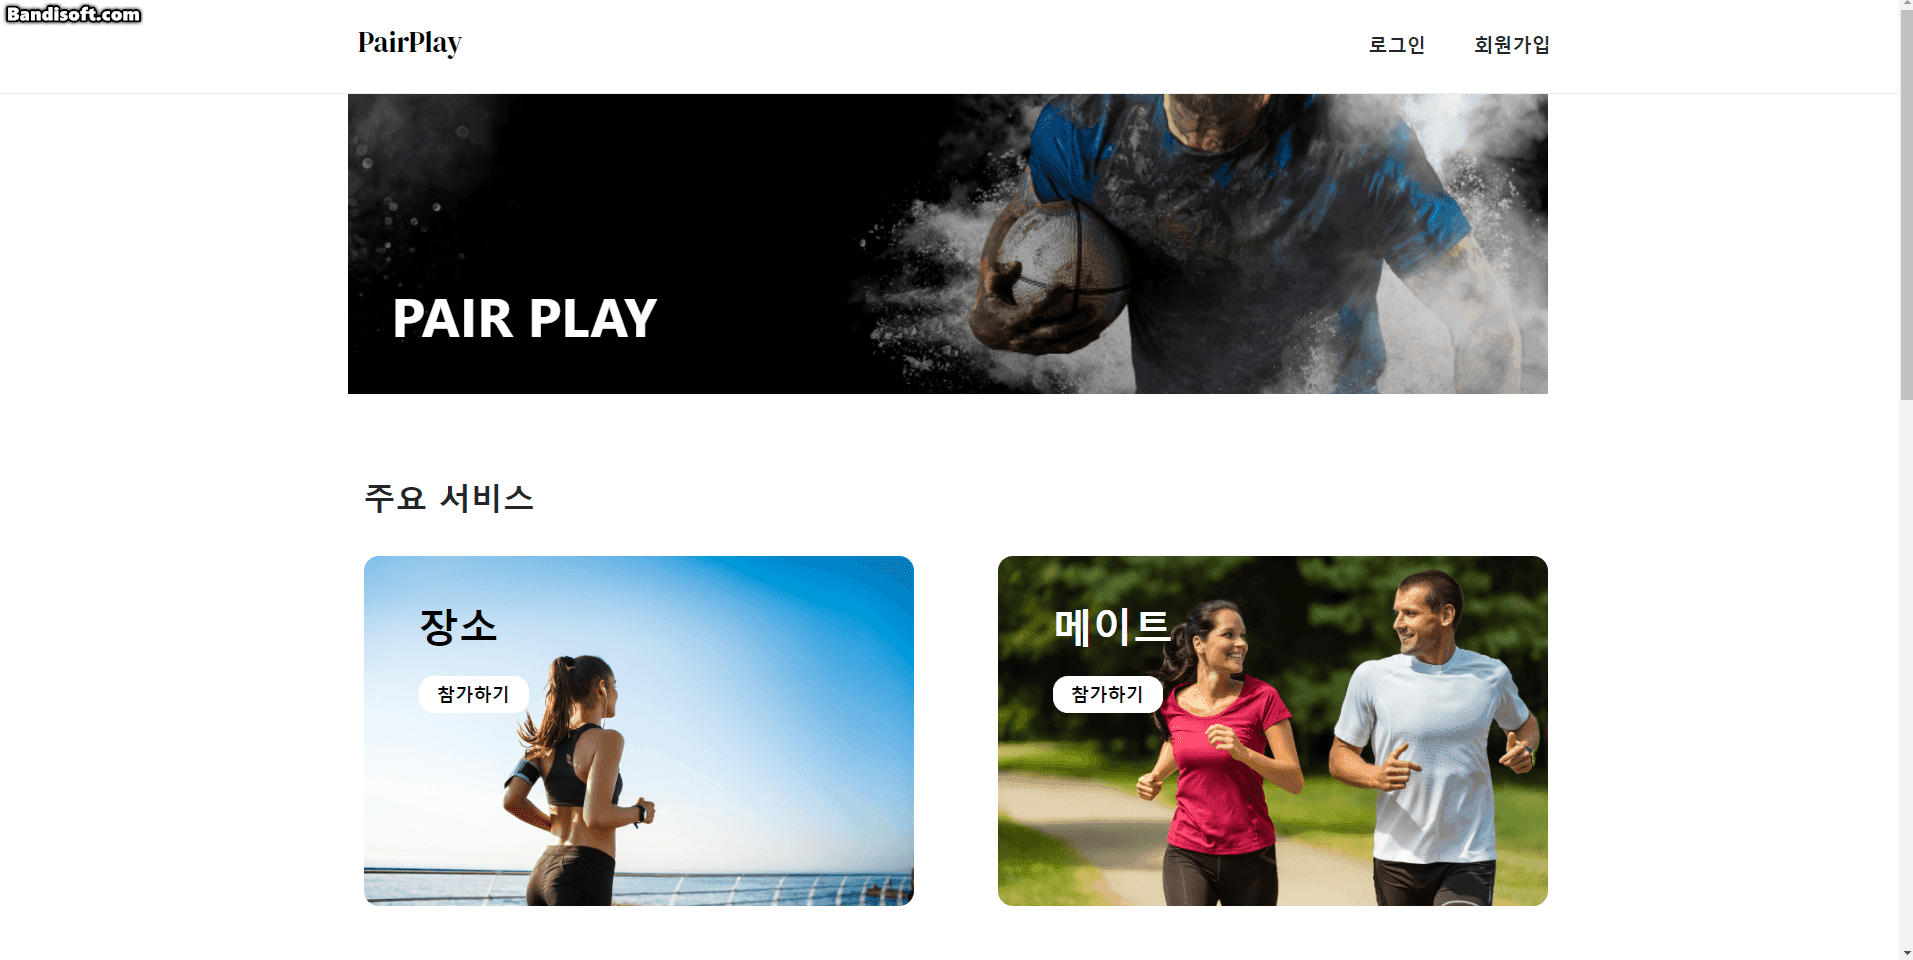 Bandisoft.com
PairPlay
로그인
회원가입
PAIR PLAY
주요 서비스
장소
참가하기
메이트
참가하기